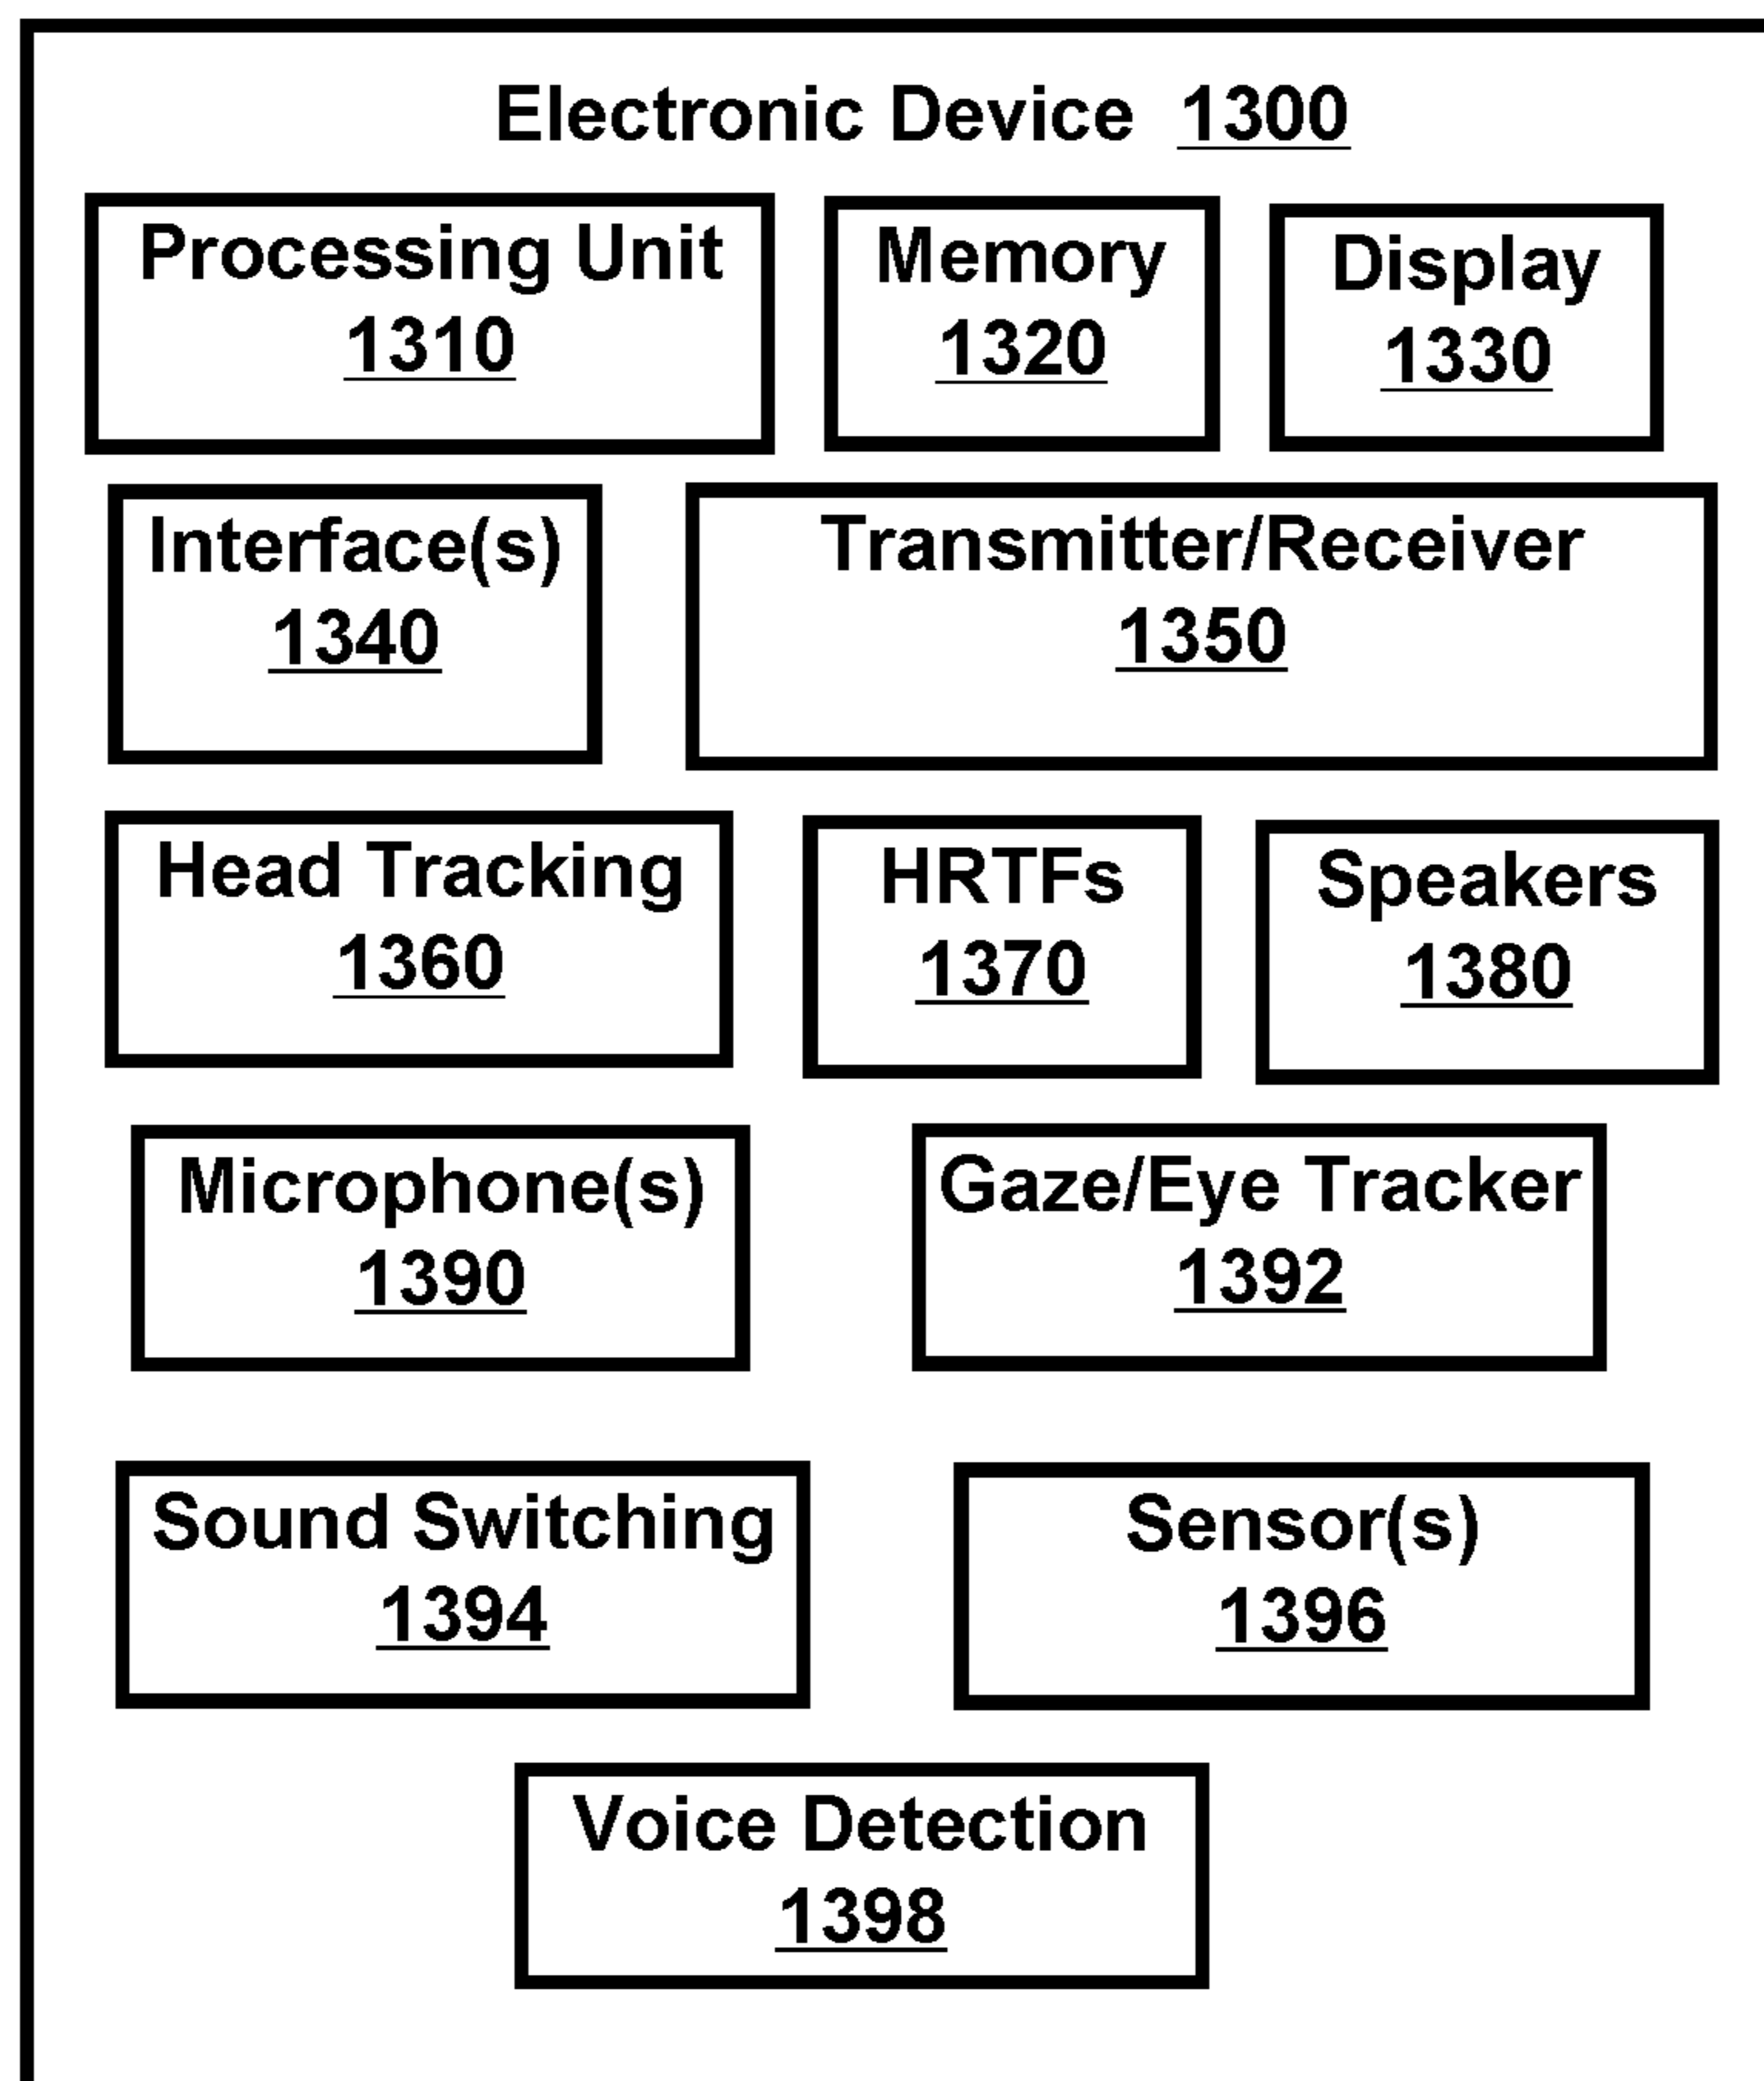 Electronic Device 1300
Processing Unit
1310
Memory
1320
Display
1330
Interface(s)
1340
Transmitter/Receiver
1350
Head Tracking
1360
HRTFs
1370
Speakers
1380
Microphone(s)
1390
Gaze/Eye Tracker
1392
Sound Switching
1394
Sensor(s)
1396
Voice Detection
1398